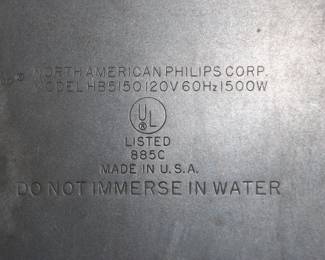 ® NORTH AMERICAN PHILIPS CORP.
MODEL HB5150 120V 60Hz 1500W
UL
®
LISTED
885C
MADE IN U.S.A.
DO NOT IMMERSE IN WATER